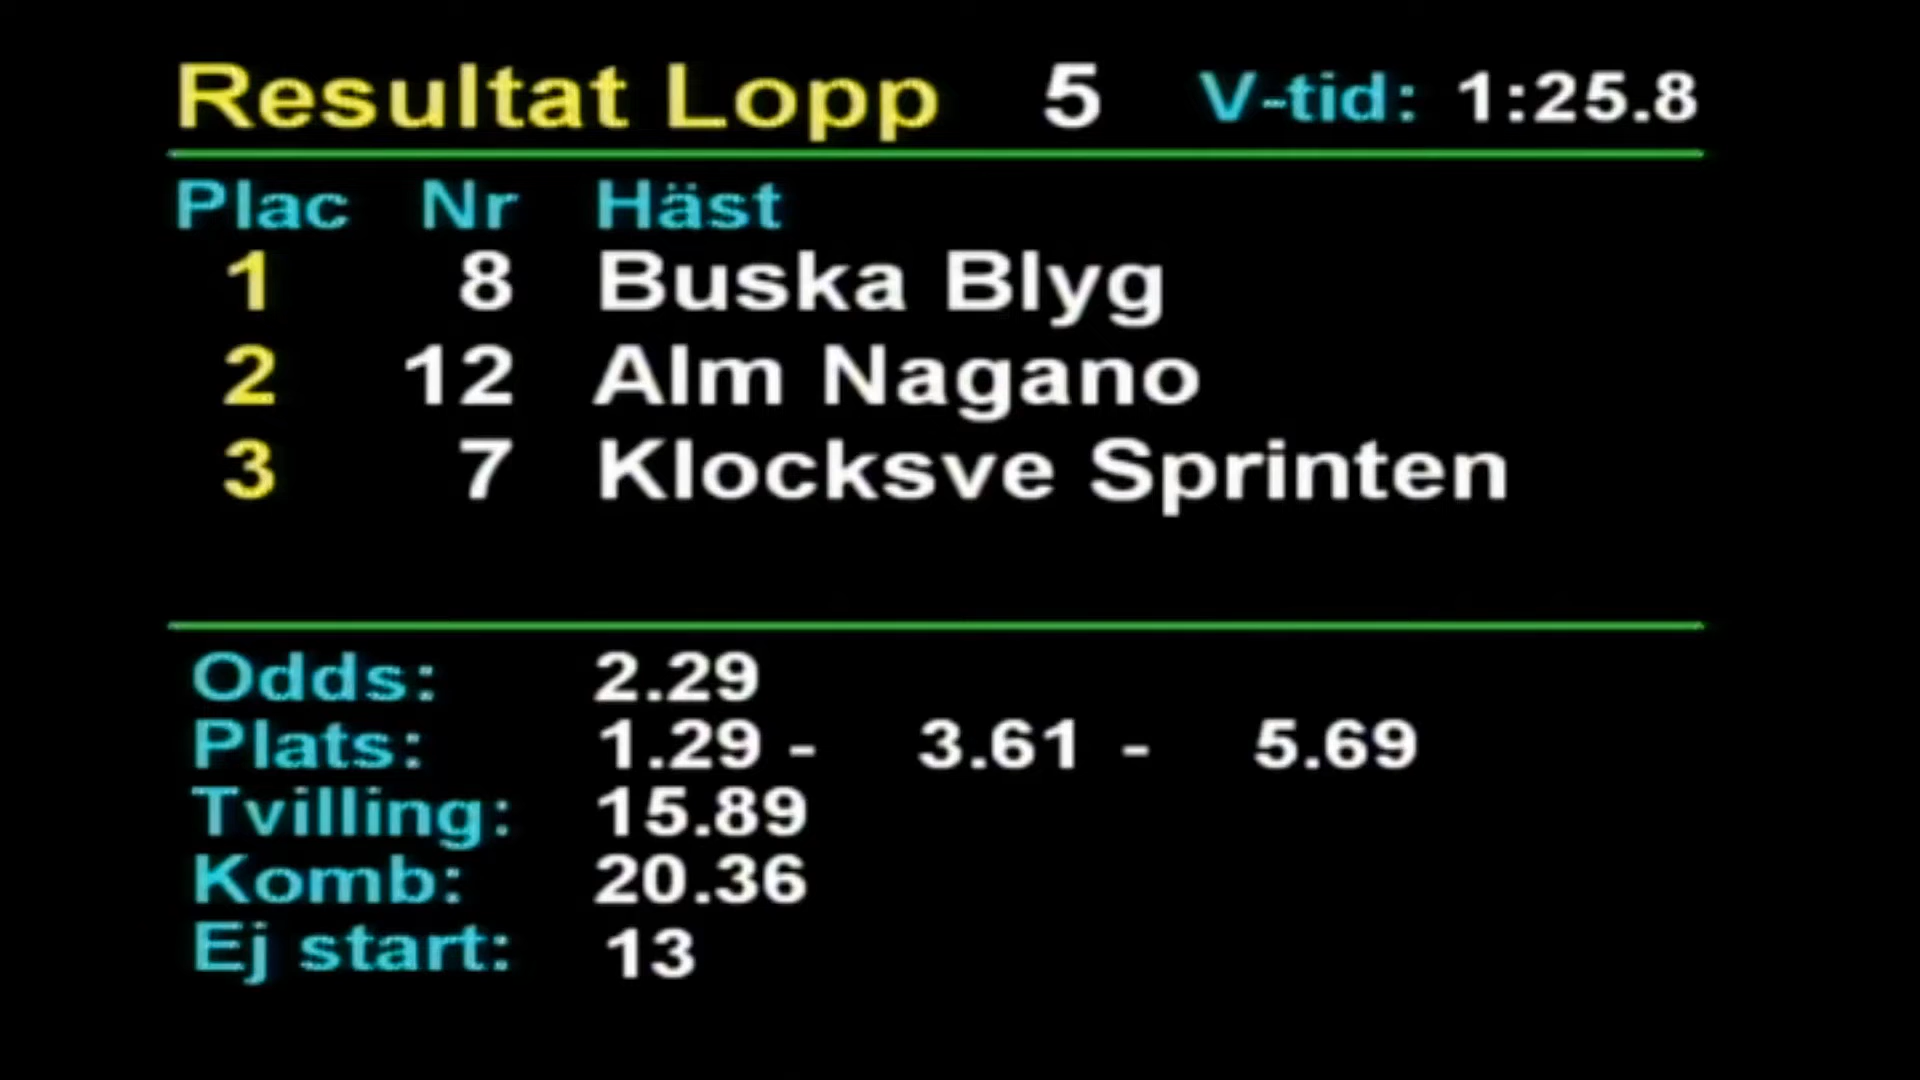 Resultat Lopp 5 V-tid: 1:25.8
Plac Nr Häst
1 8 Buska Blyg
2 12 Alm Nagano
3 7 Klocksve Sprinten
Odds: 2.29
Plats: 1.29 - 3.61 - 5.69
Tvilling: 15.89
Komb: 20.36
Ej start: 13